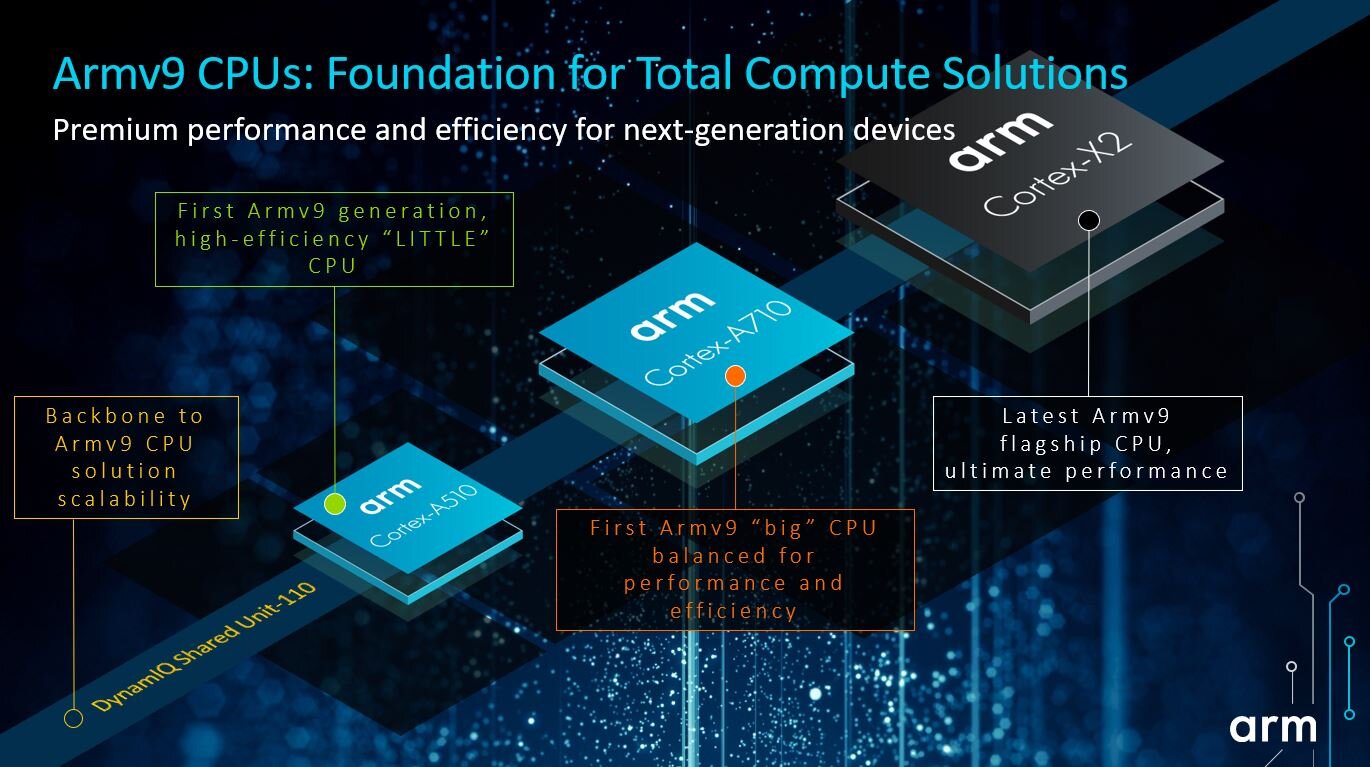 Armv9 CPUs: Foundation for Total Compute Solutions
Premium performance and efficiency for next-generation devices
arm
Cortex-X2
First Armv9 generation,
high-efficiency “LITTLE”
CPU
arm
Cortex-A710
Backbone to
Armv9 CPU
solution
scalability
Latest Armv9
flagship CPU,
ultimate performance
arm
Cortex-A510
First Armv9 “big” CPU
balanced for
performance and
efficiency
DynamIQ Shared Unit-110
arm